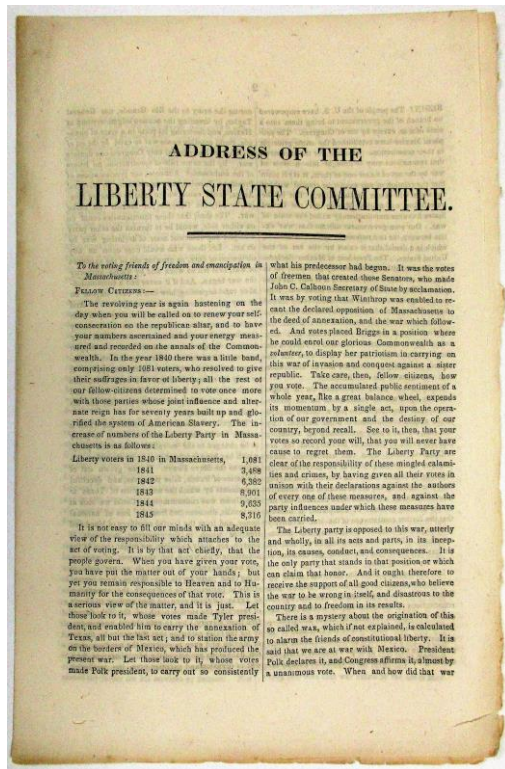 ADDRESS OF THE
LIBERTY STATE COMMITTEE.
To the voting friends of freedom and emancipation in
Massachusetts:
FELLOW CITIZENS:—
The revolving year is again hastening on the
day when you will be called on to renew your self-
consecration on the republican altar, and to have
your numbers ascertained and your energy meas-
ured and recorded on the annals of the Common-
wealth. In the year 1840 there was a little band,
comprising only 1081 voters, who resolved to give
their suffrages in favor of liberty; all the rest of
our fellow-citizens determined to vote once more
with those parties whose joint influence and alter-
nate reign has for seventy years built up and glo-
rified the system of American Slavery. The in-
crease of numbers of the Liberty Party in Massa-
chusetts is as follows:
Liberty voters in 1840 in Massachusetts, 1,081
1841 3,488
1842 6,382
1843 8,901
1844 9,635
1845 8,316
It is not easy to fill our minds with an adequate
view of the responsibility which attaches to the
act of voting. It is by that act chiefly, that the
people govern. When you have given your vote,
you have put the matter out of your hands; but
yet you remain responsible to Heaven and to Hu-
manity for the consequences of that vote. This is
a serious view of the matter, and it is just. Let
those look to it, whose votes made Tyler presi-
dent, and enabled him to carry the annexation of
Texas, all but the last act; and to station the army
on the borders of Mexico, which has produced the
present war. Let those look to it, whose votes
made Polk president, to carry out so consistently
what his predecessor had begun. It was the votes
of freemen that created those Senators, who made
John C. Calhoun Secretary of State by acclamation.
It was by voting that Winthrop was enabled to re-
cant the declared opposition of Massachusetts to
the deed of annexation, and the war which follow-
ed. And votes placed Briggs in a position where
he could enrol our glorious Commonwealth as a
volunteer, to display her patriotism in carrying on
this war of invasion and conquest against a sister
republic. Take care, then, fellow citizens, how
you vote. The accumulated public sentiment of a
whole year, like a great balance wheel, expends
its momentum by a single act, upon the opera-
tion of our government and the destiny of our
country, beyond recall. See to it, then, that your
votes so record your will, that you will never have
cause to regret them. The Liberty Party are
clear of the responsibility of these mingled calami-
ties and crimes, by having given all their votes in
unison with their declarations against the authors
of every one of these measures, and against the
party influences under which these measures have
been carried.
The Liberty party is opposed to this war, utterly
and wholly, in all its acts and parts, in its incep-
tion, its causes, conduct, and consequences. It is
the only party that stands in that position or which
can claim that honor. And it ought therefore to
receive the support of all good citizens, who believe
the war to be wrong in itself, and disastrous to the
country and to freedom in its results.
There is a mystery about the origination of this
so called war, which if not explained, is calculated
to alarm the friends of constitutional liberty. It is
said that we are at war with Mexico. President
Polk declares it, and Congress affirms it, almost by
a unanimous vote. When and how did that war